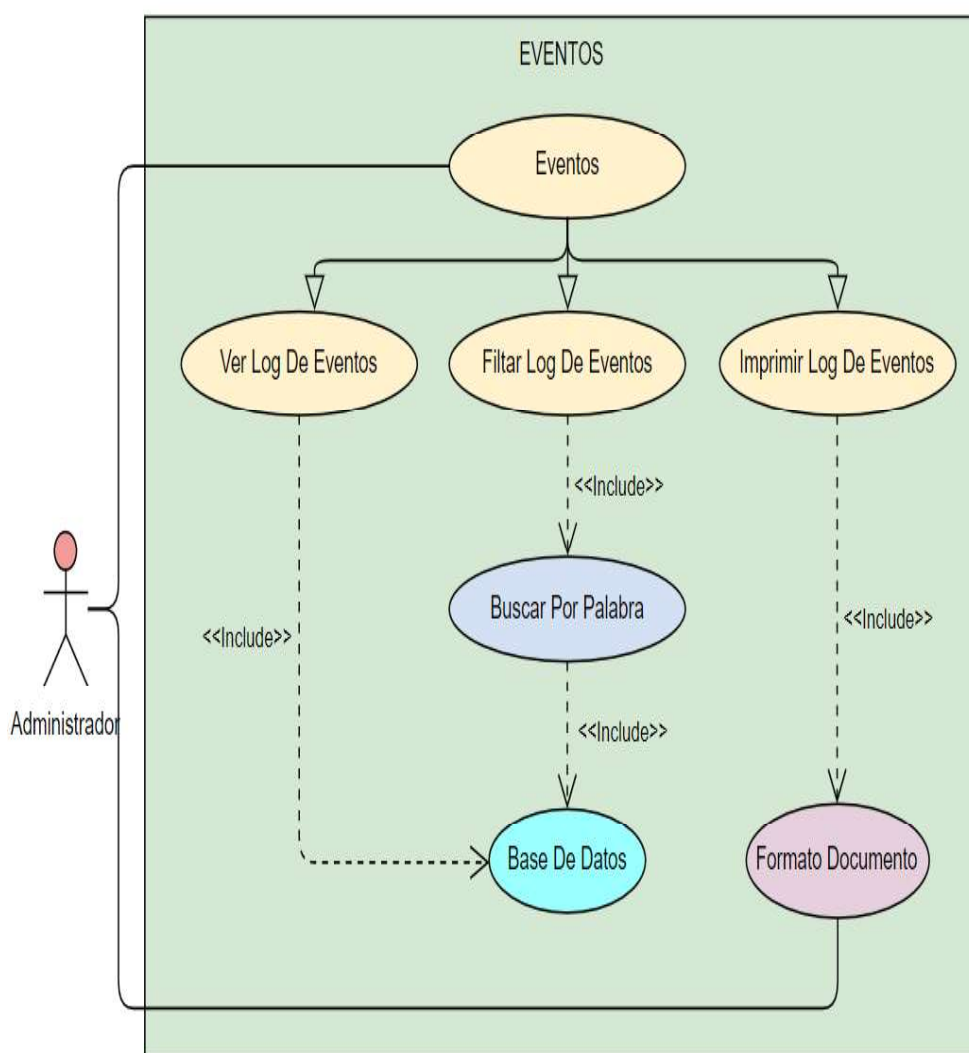 EVENTOS
Eventos
Ver Log De Eventos
Filtar Log De Eventos
Imprimir Log De Eventos
<<Include>>
Buscar Por Palabra
<<Include>>
<<Include>>
Administrador
<<Include>>
Base De Datos
Formato Documento